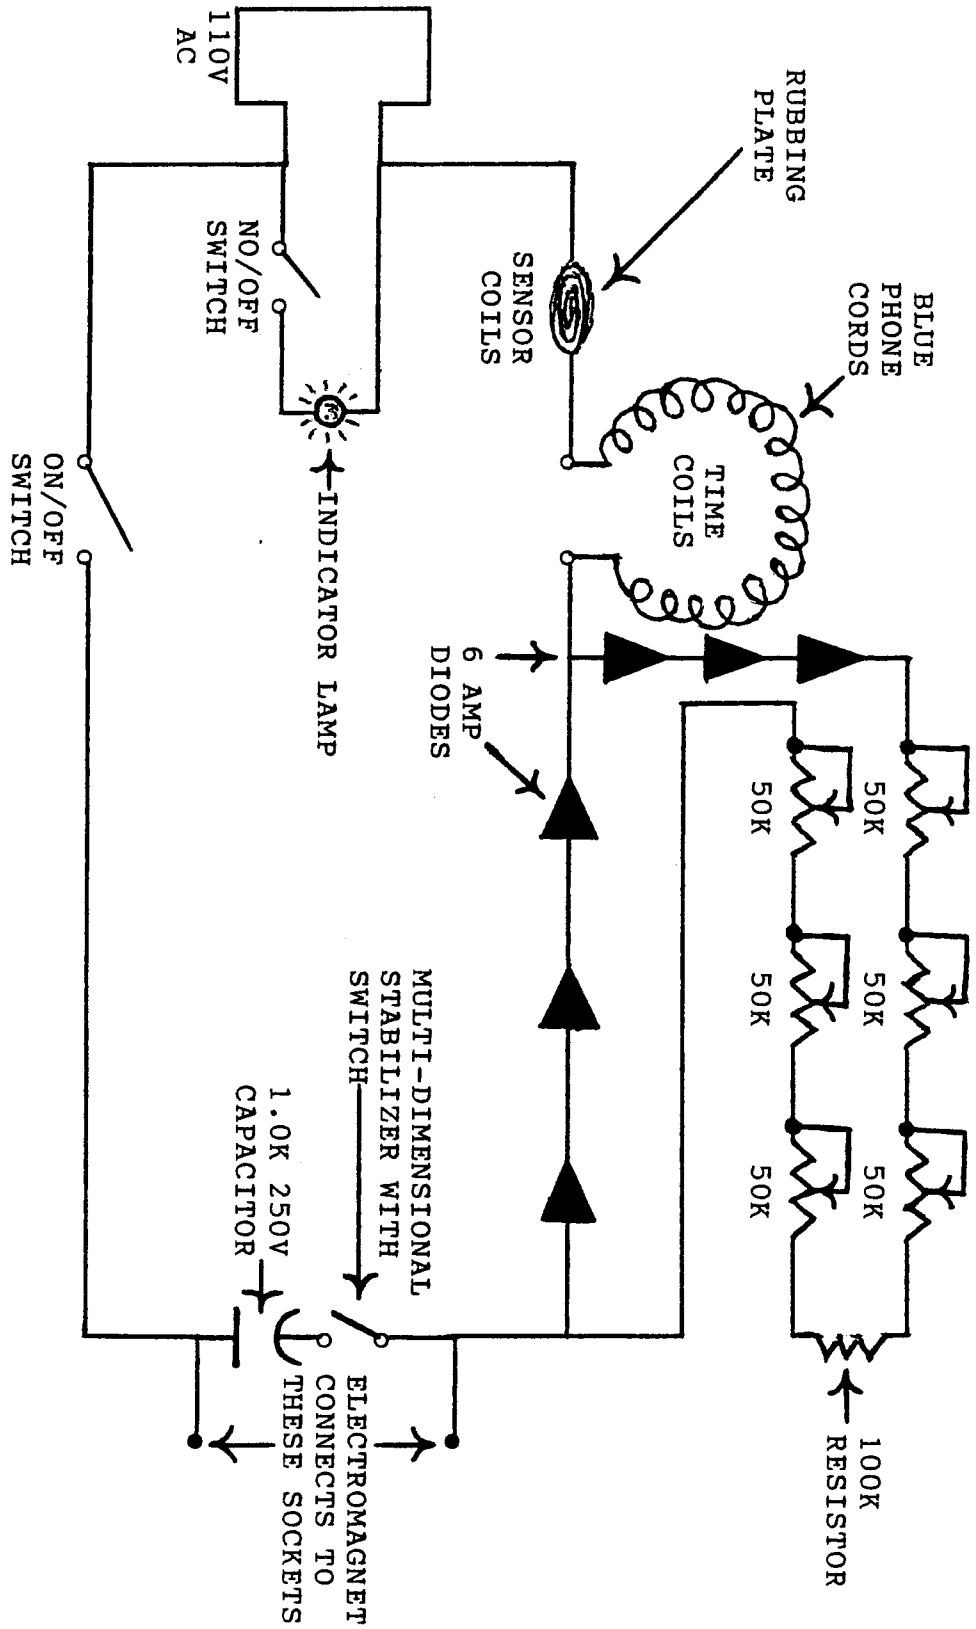 110V
AC
RUBBING
PLATE
SENSOR
COILS
BLUE
PHONE
CORDS
TIME
COILS
NO/OFF
SWITCH
INDICATOR LAMP
ON/OFF
SWITCH
6 AMP
DIODES
50K
50K
50K
50K
50K
50K
100K
RESISTOR
MULTI-DIMENSIONAL
STABILIZER WITH
SWITCH
1.0K 250V
CAPACITOR
ELECTROMAGNET
CONNECTS TO
THESE SOCKETS